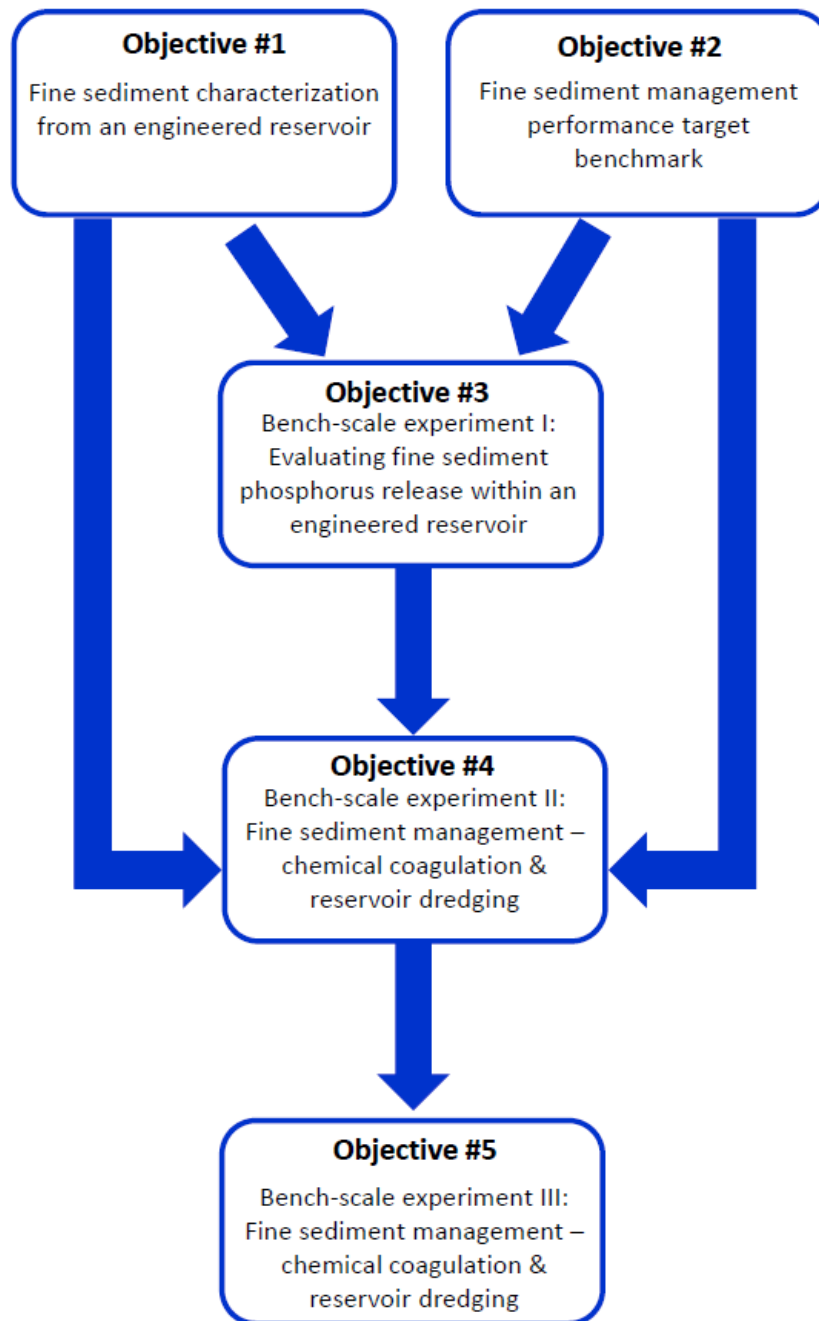 Objective #1
Fine sediment characterization
from an engineered reservoir
Objective #2
Fine sediment management
performance target
benchmark
Objective #3
Bench-scale experiment I:
Evaluating fine sediment
phosphorus release within an
engineered reservoir
Objective #4
Bench-scale experiment II:
Fine sediment management –
chemical coagulation &
reservoir dredging
Objective #5
Bench-scale experiment III:
Fine sediment management –
chemical coagulation &
reservoir dredging